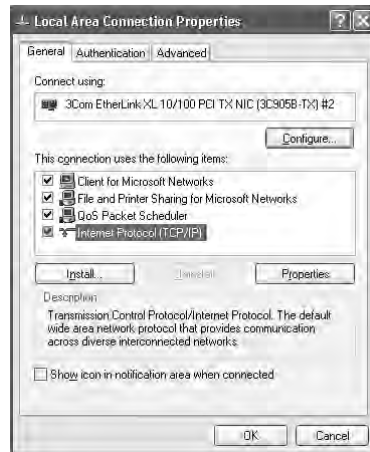 Local Area Connection Properties
General Authentication Advanced
Connect using:
3Com EtherLink XL 10/100 PCI TX NIC (3C905B-TX) #2
Configure...
This connection uses the following items:
Client for Microsoft Networks
File and Printer Sharing for Microsoft Networks
QoS Packet Scheduler
Internet Protocol (TCP/IP)
Install... Uninstall Properties
Description
Transmission Control Protocol/Internet Protocol. The default
wide area network protocol that provides communication
across diverse interconnected networks.
Show icon in notification area when connected
OK Cancel